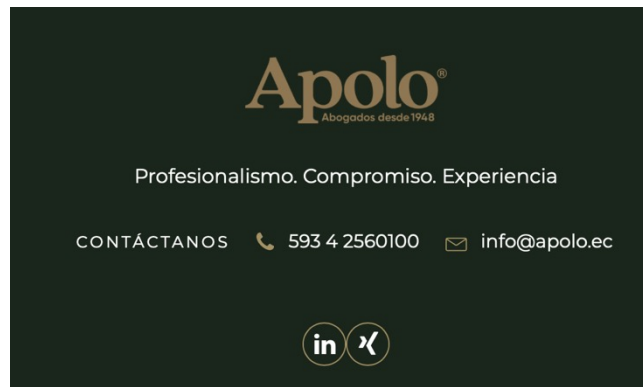 Apolo®
Abogados desde 1948
Profesionalismo. Compromiso. Experiencia
CONTÁCTANOS 593 4 2560100 info@apolo.ec
in